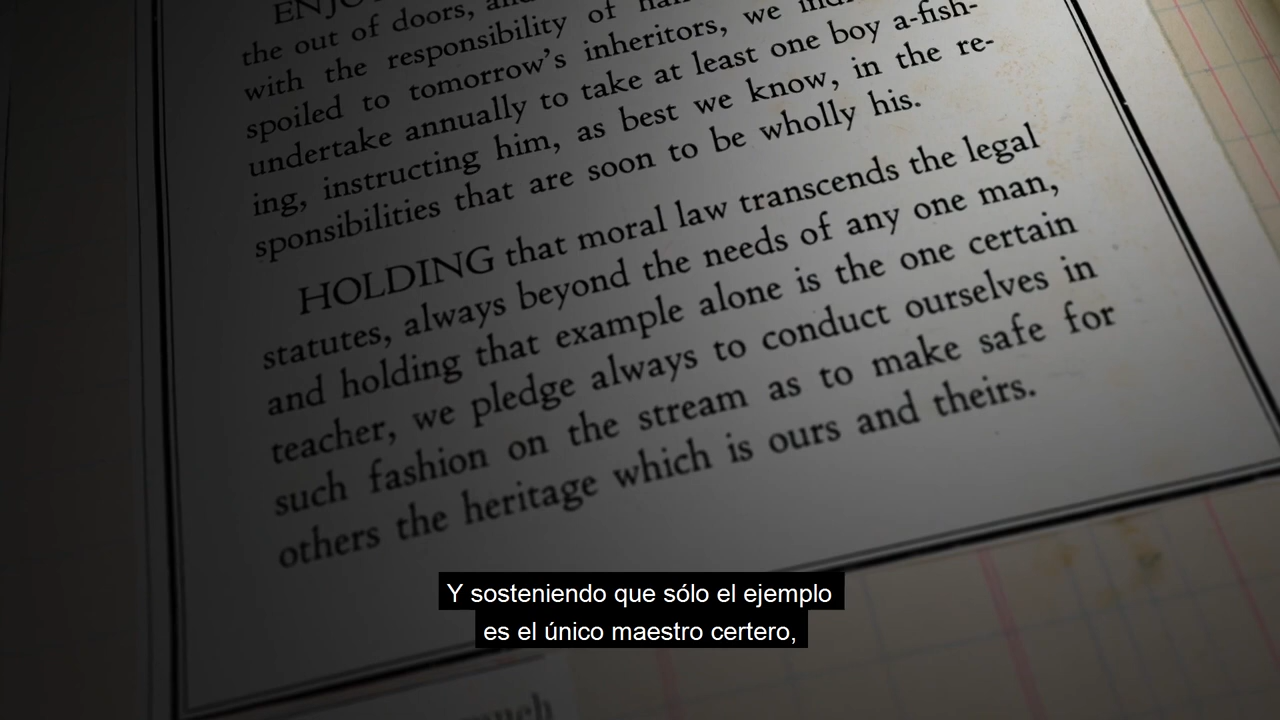 the out of doors,
with the responsibility of
spoiled to tomorrow's inheritors, we
undertake annually to take at least one boy a-fish-
ing, instructing him, as best we know, in the re-
sponsibilities that are soon to be wholly his.
HOLDING that moral law transcends the legal
statutes, always beyond the needs of any one man,
and holding that example alone is the one certain
teacher, we pledge always to conduct ourselves in
such fashion on the stream as to make safe for
others the heritage which is ours and theirs.
Y sosteniendo que sólo el ejemplo
es el único maestro certero,